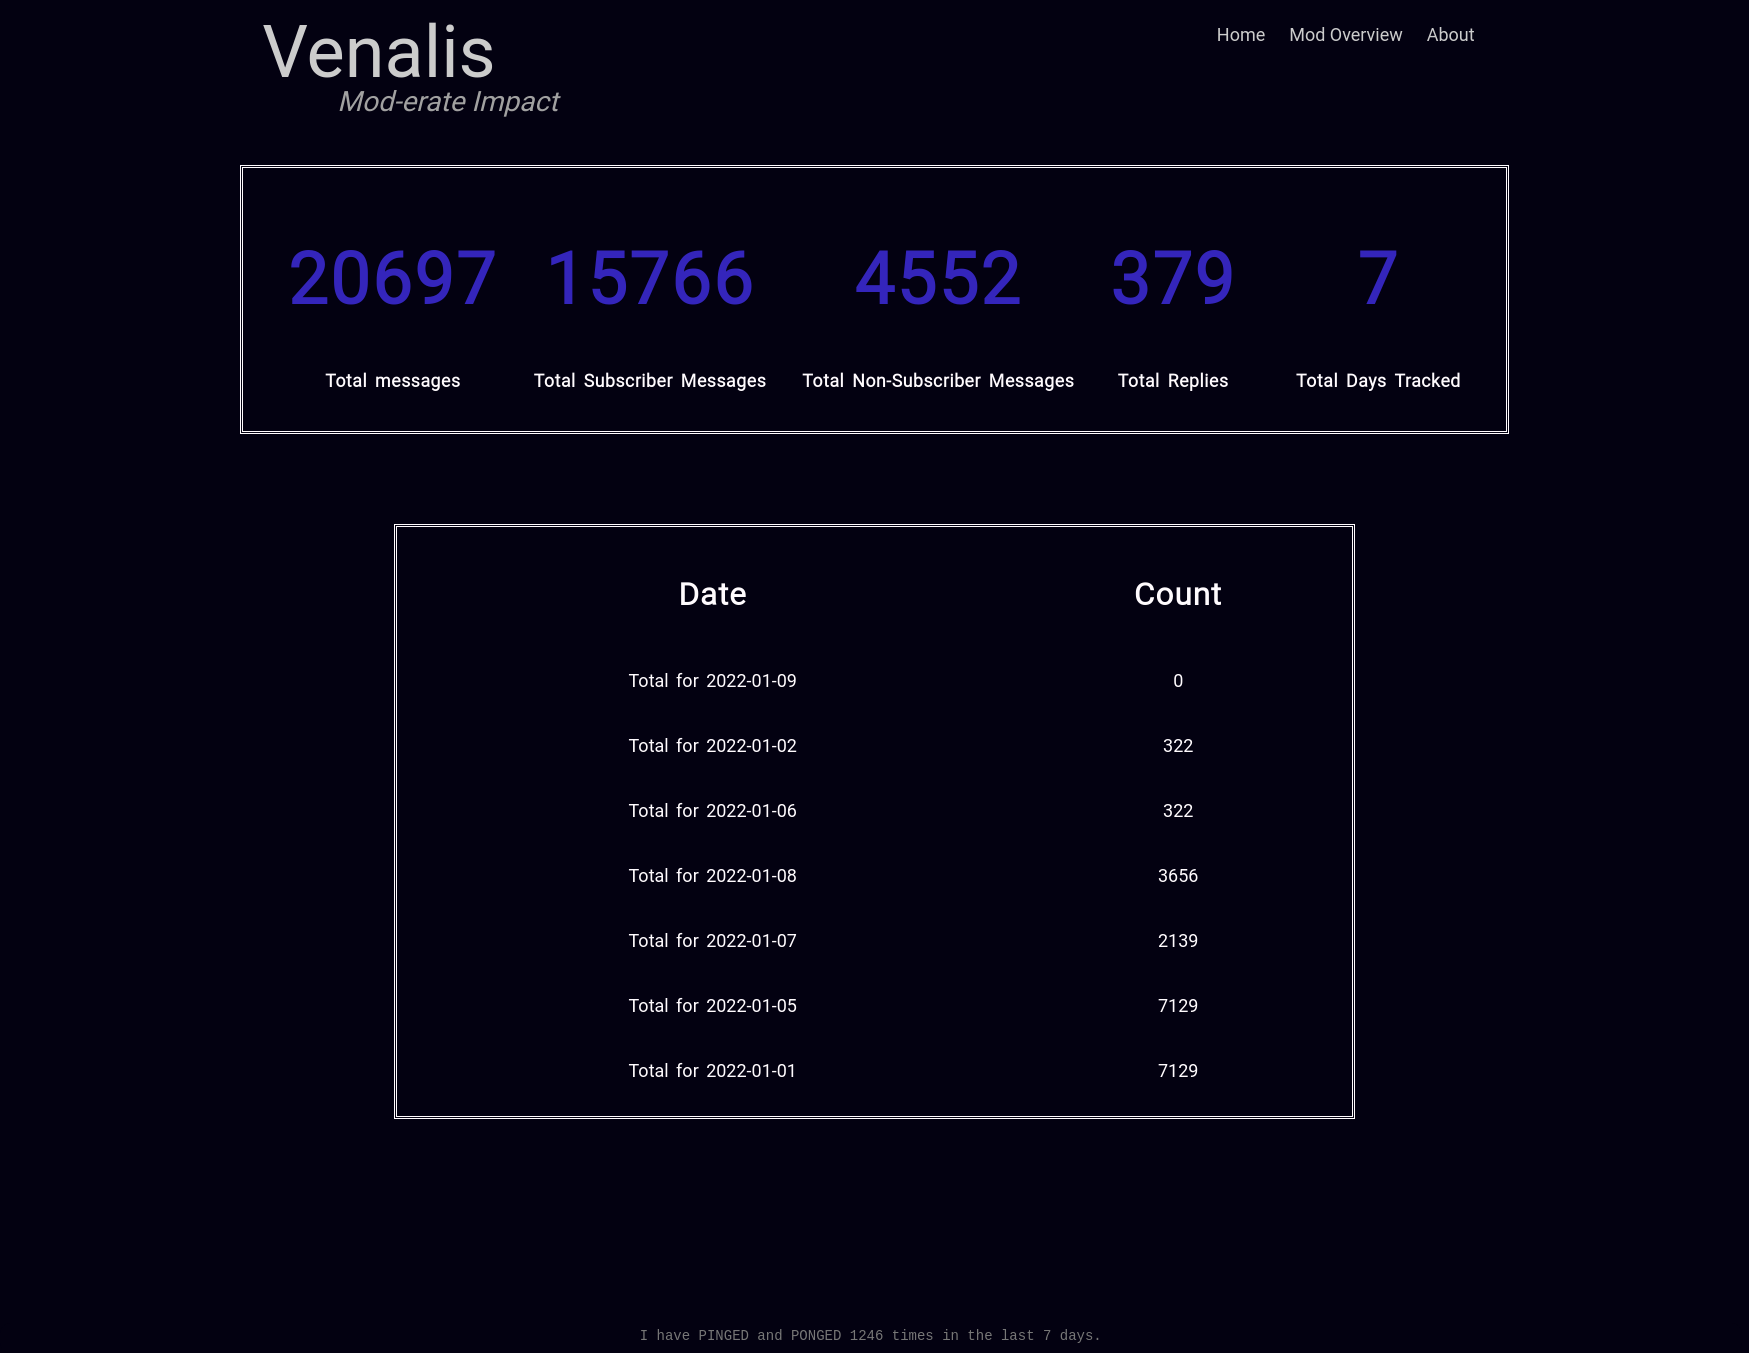 Venalis
Mod-erate Impact
Home Mod Overview About
20697 15766 4552 379 7
Total messages Total Subscriber Messages Total Non-Subscriber Messages Total Replies Total Days Tracked
Date Count
Total for 2022-01-09 0
Total for 2022-01-02 322
Total for 2022-01-06 322
Total for 2022-01-08 3656
Total for 2022-01-07 2139
Total for 2022-01-05 7129
Total for 2022-01-01 7129
I have PINGED and PONGED 1246 times in the last 7 days.